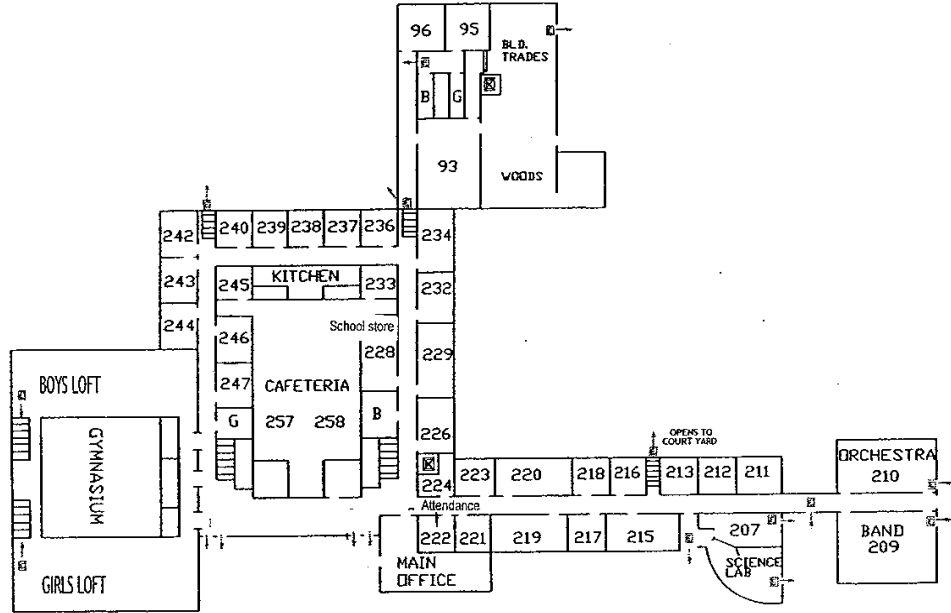 96 95
BLD.
TRADES
B G
93
WOODS
242 240 239 238 237 236 234
243 245 KITCHEN 233 232
244 246 School store
228 229
BOYS LOFT
247 CAFETERIA
G 257 258 B 226
GYMNASIUM
OPENS TO
COURT YARD
224 223 220 218 216 213 212 211
ORCHESTRA
210
Attendance
222 221 219 217 215 207
BAND
209
MAIN
OFFICE
SCIENCE
LAB
GIRLS LOFT